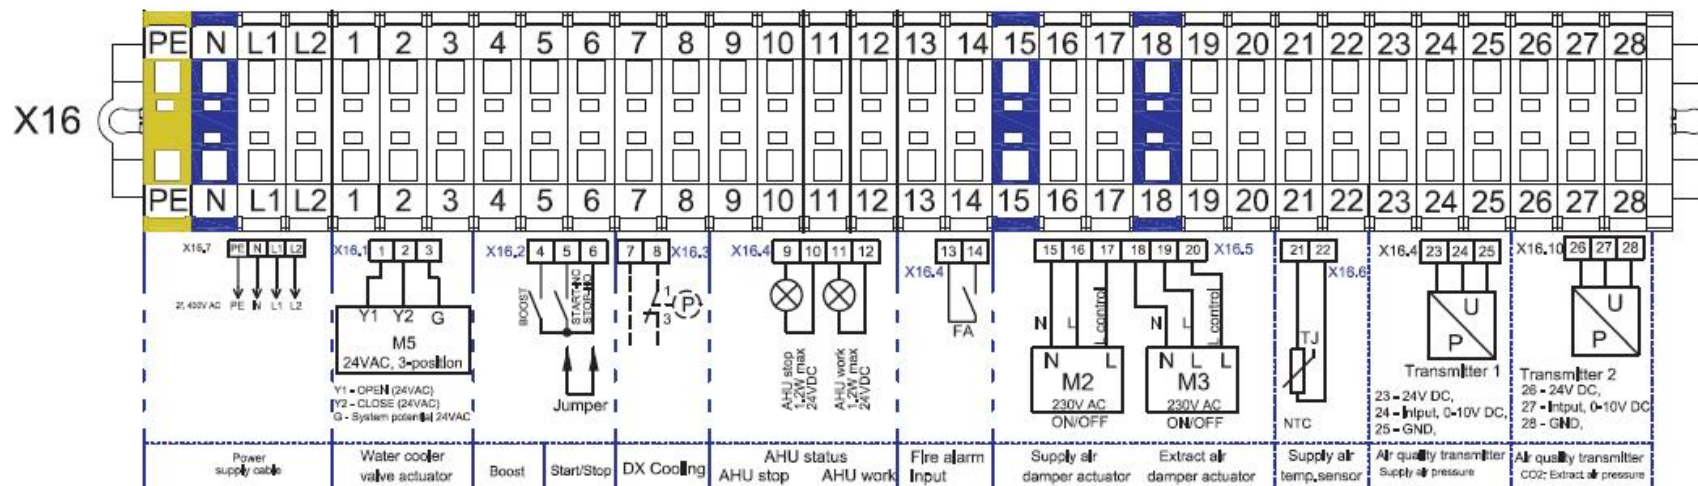 PE N L1 L2 1 2 3 4 5 6 7 8 9 10 11 12 13 14 15 16 17 18 19 20 21 22 23 24 25 26 27 28
X16
PE N L1 L2 1 2 3 4 5 6 7 8 9 10 11 12 13 14 15 16 17 18 19 20 21 22 23 24 25 26 27 28
X16.7 PE N L1 L2
2f, 400V AC PE N L1 L2
X16.1 1 2 3
Y1 Y2 G
M5
24VAC, 3-position
Y1 - OPEN (24VAC)
Y2 - CLOSE (24VAC)
G - System potential 24VAC
X16.2 4 5 6
BOOST
START-NC
STOP-NO
Jumper
7 8 X16.3
1
P
3
X16.4 9 10 11 12
AHU stop
1,2W max
24VDC
AHU work
1,2W max
24VDC
13 14
X16.4
FA
15 16 17 18 19 20 X16.5
N L L control
N L L control
N L L
M2
230V AC
ON/OFF
N L L
M3
230V AC
ON/OFF
21 22
X16.6
TJ
NTC
X16.4 23 24 25
U
P
Transmitter 1
23 - 24V DC,
24 - Intput, 0-10V DC,
25 - GND,
X16.10 26 27 28
U
P
Transmitter 2
26 - 24V DC,
27 - Intput, 0-10V DC
28 - GND,
Power
supply cable
Water cooler
valve actuator
Boost
Start/Stop
DX Cooling
AHU status
AHU stop AHU work
Fire alarm
Input
Supply air
damper actuator
Extract air
damper actuator
Supply air
temp.sensor
Air quality transmitter
Supply air pressure
Air quality transmitter
CO2; Extract air pressure